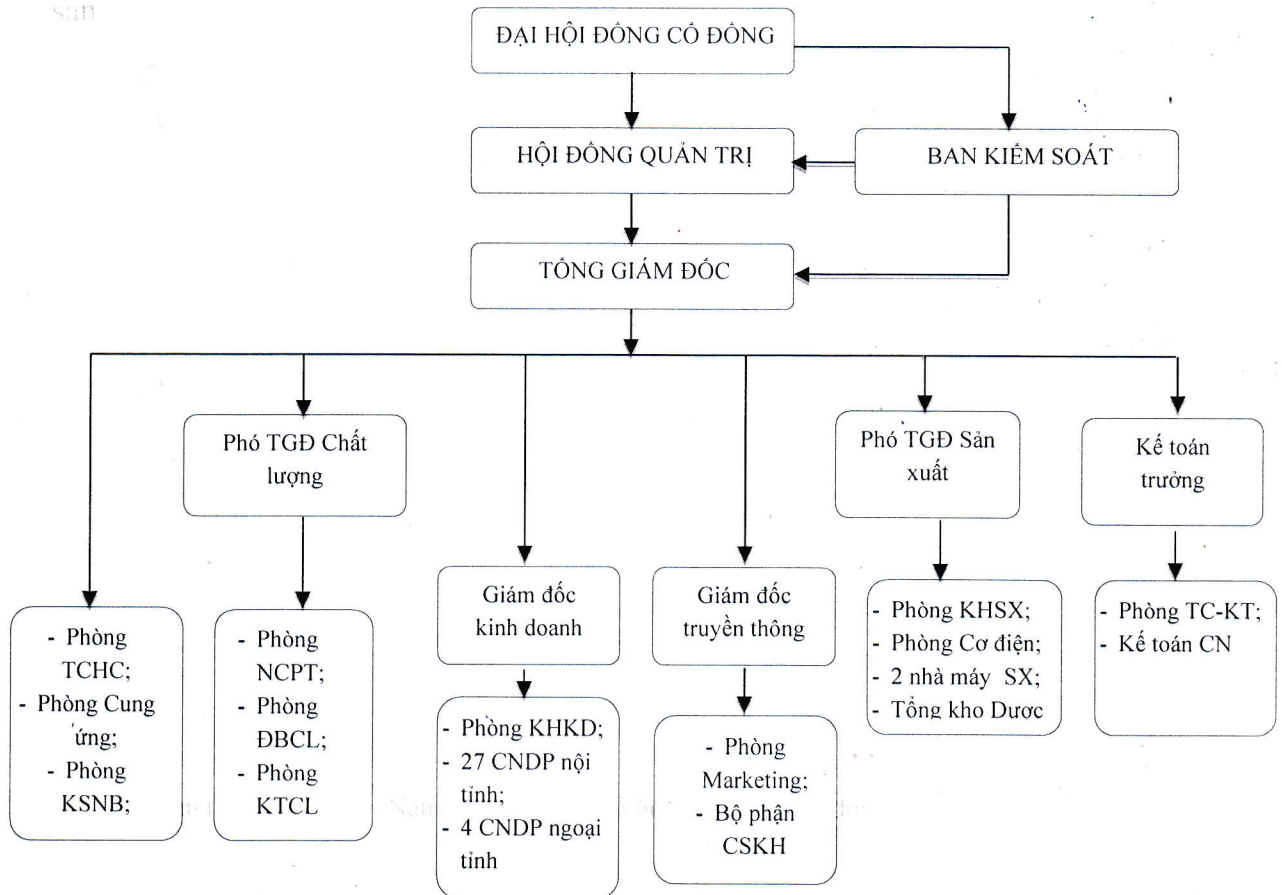 sản
ĐẠI HỘI ĐỒNG CỔ ĐÔNG
HỘI ĐỒNG QUẢN TRỊ
BAN KIỂM SOÁT
TỔNG GIÁM ĐỐC
Phó TGĐ Chất
lượng
Phó TGĐ Sản
xuất
Kế toán
trưởng
Giám đốc
kinh doanh
Giám đốc
truyền thông
- Phòng
TCHC;
- Phòng Cung
ứng;
- Phòng
KSNB;
- Phòng
NCPT;
- Phòng
ĐBCL;
- Phòng
KTCL
- Phòng KHKD;
- 27 CNDP nội
tỉnh;
- 4 CNDP ngoại
tỉnh
- Phòng
Marketing;
- Bộ phận
CSKH
- Phòng KHSX;
- Phòng Cơ điện;
- 2 nhà máy SX;
- Tổng kho Dược
- Phòng TC-KT;
- Kế toán CN